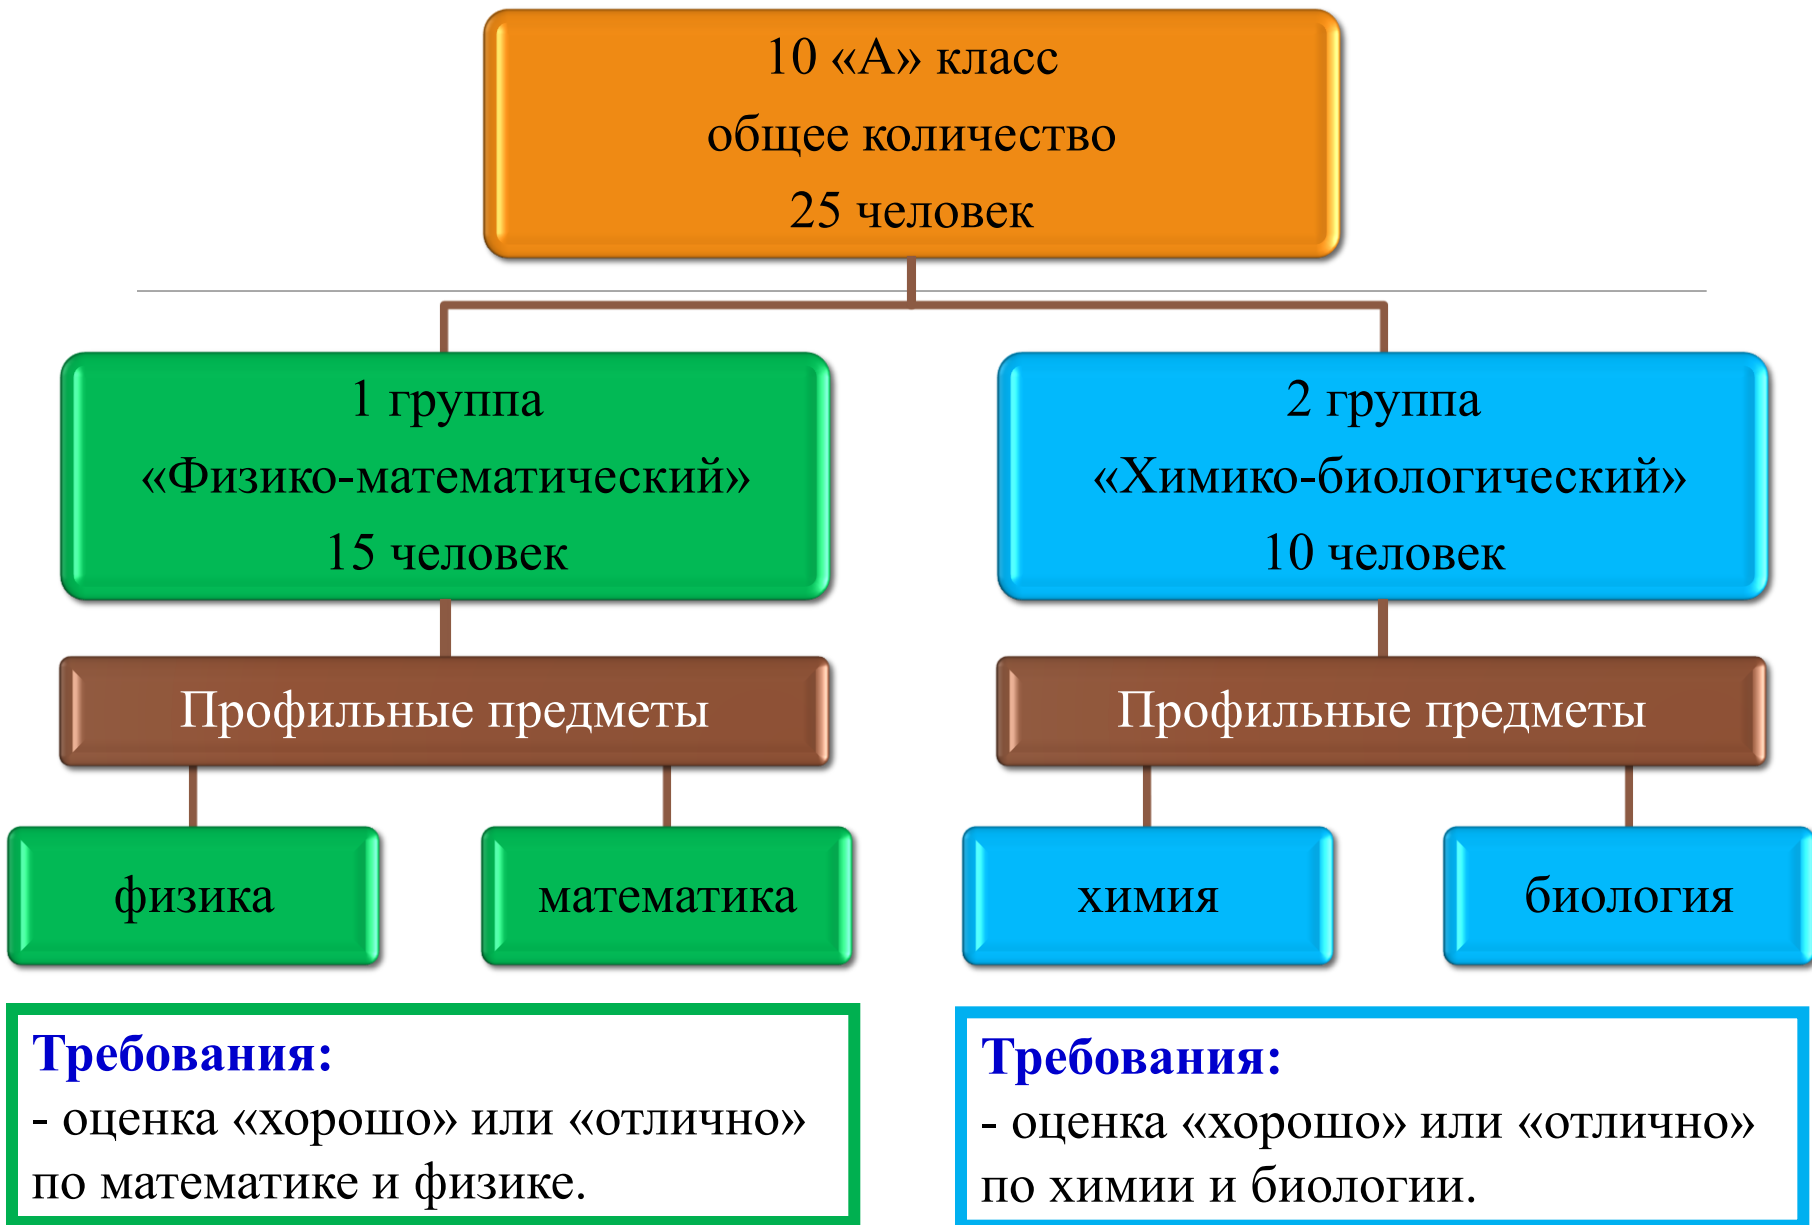 10 «А» класс
общее количество
25 человек
1 группа
«Физико-математический»
15 человек
2 группа
«Химико-биологический»
10 человек
Профильные предметы
Профильные предметы
физика
математика
химия
биология
Требования:
- оценка «хорошо» или «отлично»
по математике и физике.
Требования:
- оценка «хорошо» или «отлично»
по химии и биологии.